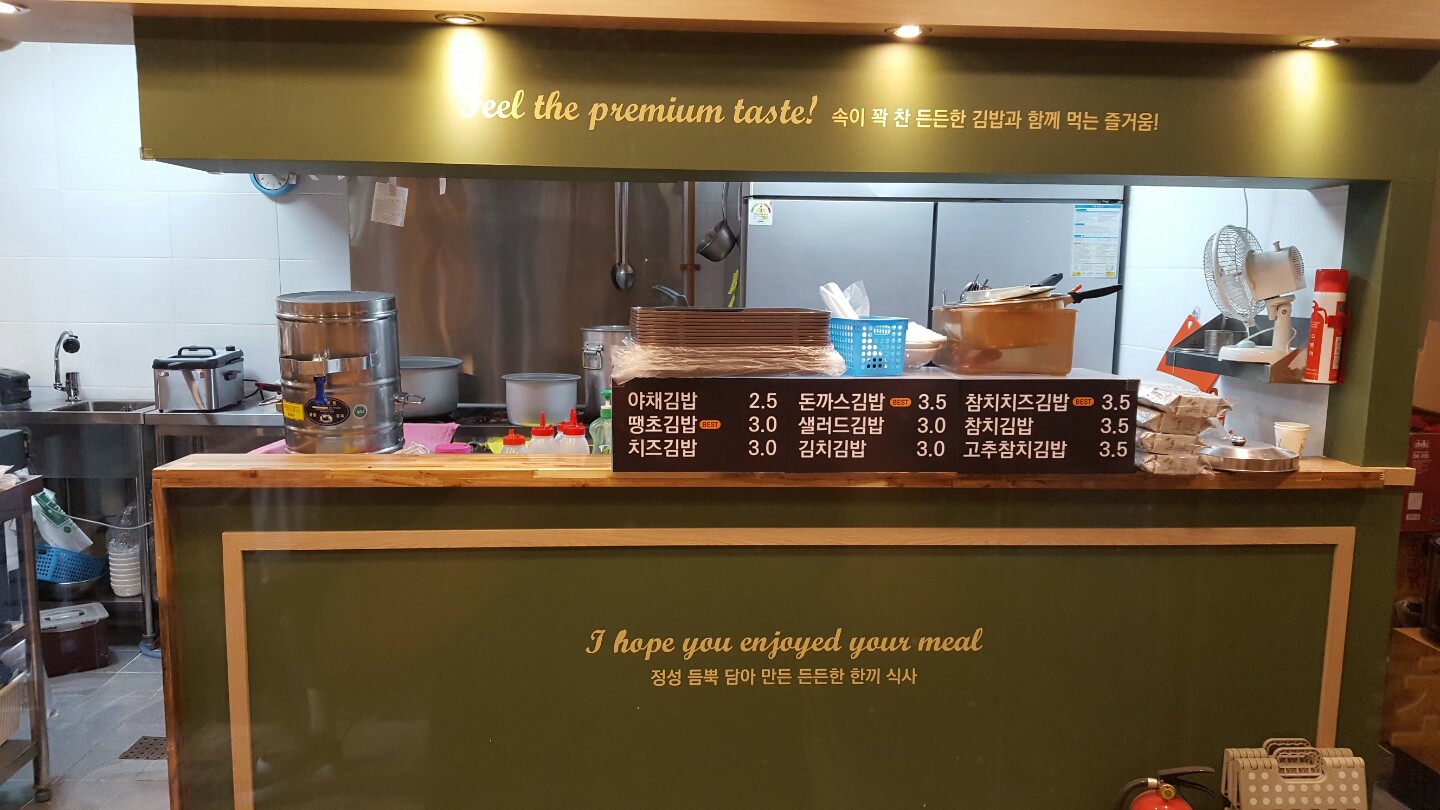 Feel the premium taste! 속이 꽉 찬 든든한 김밥과 함께 먹는 즐거움!
야채김밥 2.5
땡초김밥 BEST 3.0
치즈김밥 3.0
돈까스김밥 BEST 3.5
샐러드김밥 3.0
김치김밥 3.0
참치치즈김밥 BEST 3.5
참치김밥 3.5
고추참치김밥 3.5
I hope you enjoyed your meal
정성 듬뿍 담아 만든 든든한 한끼 식사